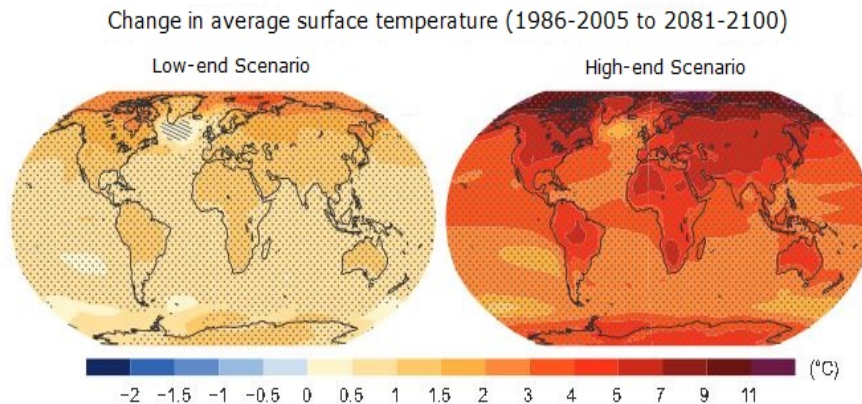 Change in average surface temperature (1986-2005 to 2081-2100)
Low-end Scenario
High-end Scenario
(°C)
−2 −1.5 −1 −0.5 0 0.5 1 1.5 2 3 4 5 7 9 11